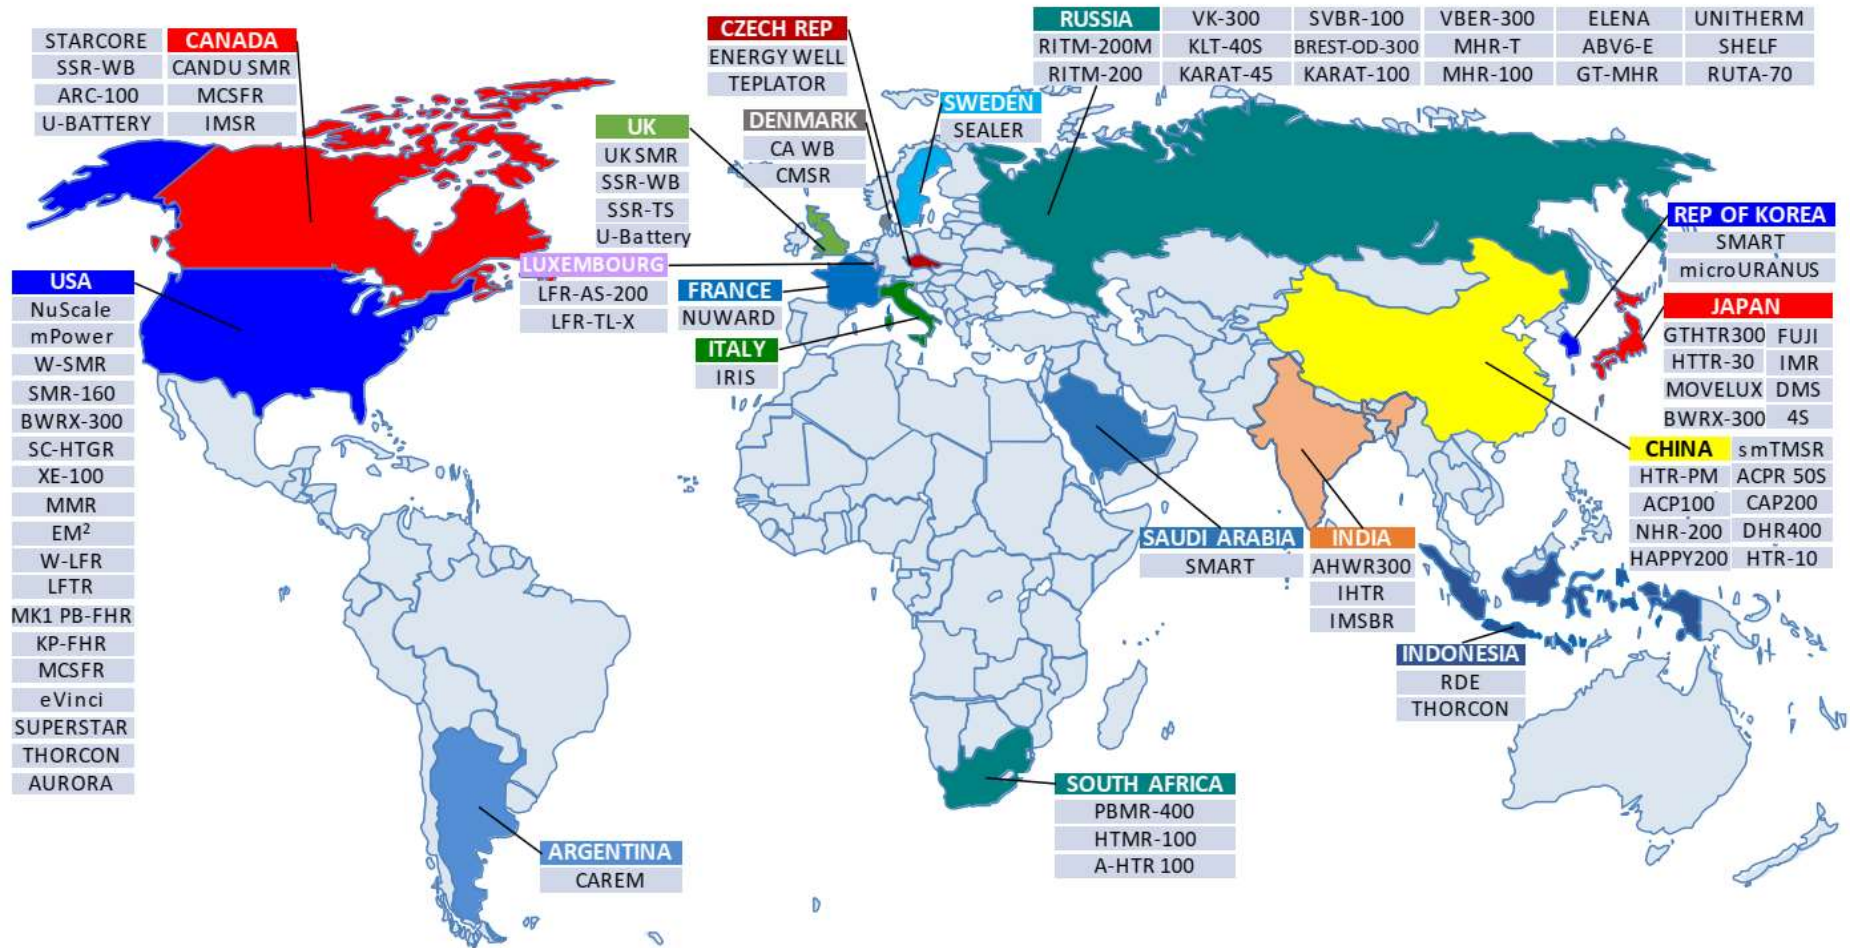 STARCORE CANADA
SSR-WB CANDU SMR
ARC-100 MCSFR
U-BATTERY IMSR
USA
NuScale
mPower
W-SMR
SMR-160
BWRX-300
SC-HTGR
XE-100
MMR
EM²
W-LFR
LFTR
MK1 PB-FHR
KP-FHR
MCSFR
eVinci
SUPERSTAR
THORCON
AURORA
ARGENTINA
CAREM
UK
UK SMR
SSR-WB
SSR-TS
U-Battery
LUXEMBOURG
LFR-AS-200
LFR-TL-X
CZECH REP
ENERGY WELL
TEPLATOR
DENMARK
CA WB
CMSR
SWEDEN
SEALER
FRANCE
NUWARD
ITALY
IRIS
RUSSIA VK-300 SVBR-100 VBER-300 ELENA UNITHERM
RITM-200M KLT-40S BREST-OD-300 MHR-T ABV6-E SHELF
RITM-200 KARAT-45 KARAT-100 MHR-100 GT-MHR RUTA-70
REP OF KOREA
SMART
microURANUS
JAPAN
GTHTR300 FUJI
HTTR-30 IMR
MOVELUX DMS
BWRX-300 4S
CHINA smTMSR
HTR-PM ACPR 50S
ACP100 CAP200
NHR-200 DHR400
HAPPY200 HTR-10
SAUDI ARABIA
SMART
INDIA
AHWR300
IHTR
IMSBR
INDONESIA
RDE
THORCON
SOUTH AFRICA
PBMR-400
HTMR-100
A-HTR 100